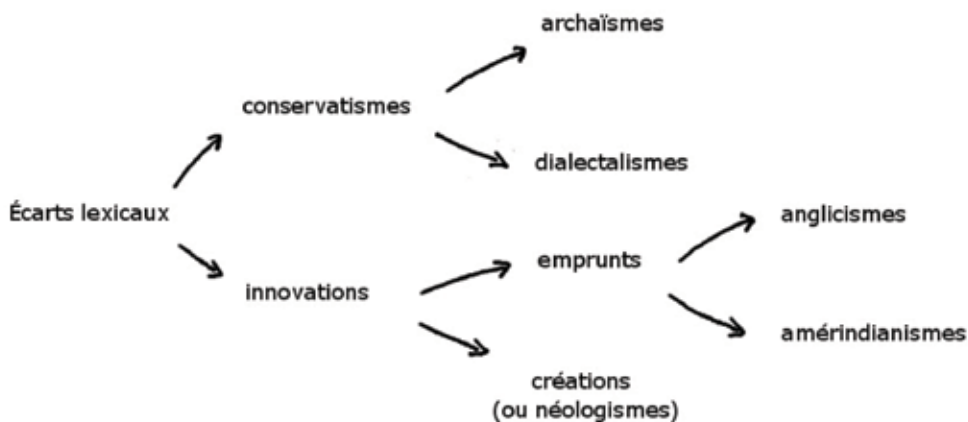 archaïsmes
conservatismes
dialectalismes
Écarts lexicaux
anglicismes
emprunts
innovations
amérindianismes
créations
(ou néologismes)